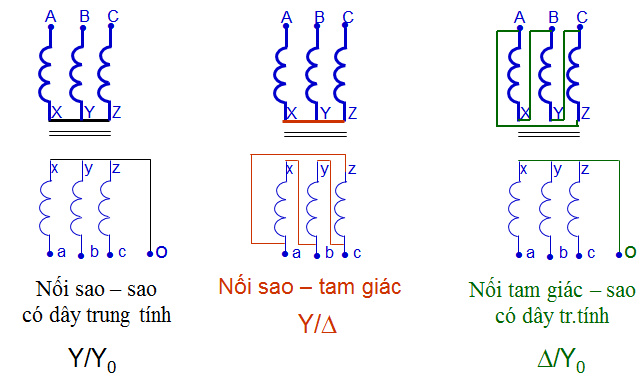 A B C
X Y Z
x y z
a b c O
Nối sao – sao
có dây trung tính
Y/Y₀
A B C
X Y Z
x y z
a b c
Nối sao – tam giác
Y/Δ
A B C
X Y Z
x y z
a b c O
Nối tam giác – sao
có dây tr.tính
Δ/Y₀